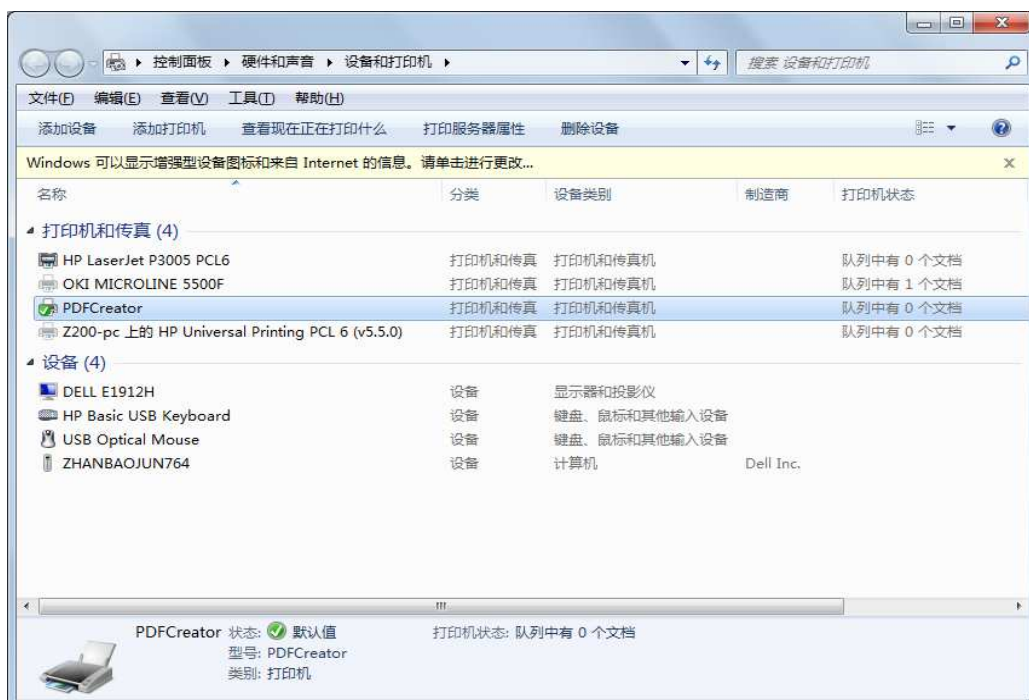 控制面板 硬件和声音 设备和打印机 搜索 设备和打印机
文件(F) 编辑(E) 查看(V) 工具(T) 帮助(H)
添加设备 添加打印机 查看现在正在打印什么 打印服务器属性 删除设备
Windows 可以显示增强型设备图标和来自 Internet 的信息。请单击进行更改...
名称 分类 设备类别 制造商 打印机状态
打印机和传真 (4)
HP LaserJet P3005 PCL6 打印机和传真 打印机和传真机 队列中有 0 个文档
OKI MICROLINE 5500F 打印机和传真 打印机和传真机 队列中有 1 个文档
PDFCreator 打印机和传真 打印机和传真机 队列中有 0 个文档
Z200-pc 上的 HP Universal Printing PCL 6 (v5.5.0) 打印机和传真 打印机和传真机 队列中有 0 个文档
设备 (4)
DELL E1912H 设备 显示器和投影仪
HP Basic USB Keyboard 设备 键盘、鼠标和其他输入设备
USB Optical Mouse 设备 键盘、鼠标和其他输入设备
ZHANBAOJUN764 设备 计算机 Dell Inc.
PDFCreator 状态: 默认值 打印机状态: 队列中有 0 个文档
型号: PDFCreator
类别: 打印机